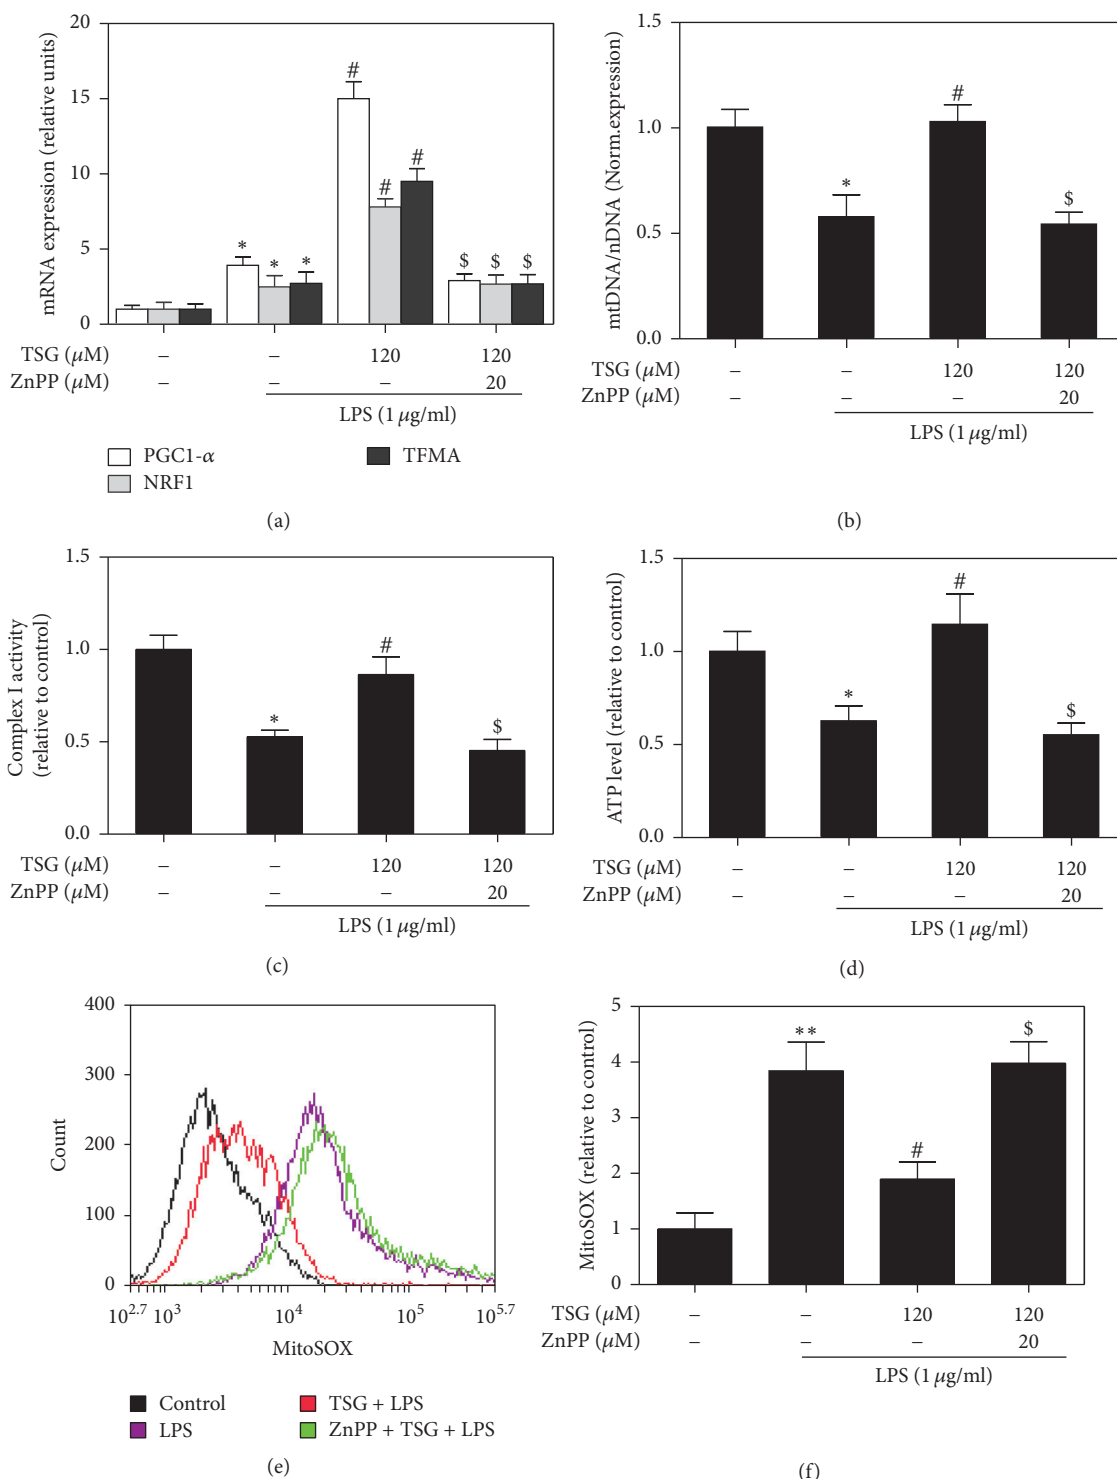 20
15
10
5
0
mRNA expression (relative units)
* * *
# # #
$ $ $
TSG (μM) – – 120 120
ZnPP (μM) – – – 20
LPS (1 μg/ml)
PGC1-α
TFMA
NRF1
(a)
1.5
1.0
0.5
0.0
mtDNA/nDNA (Norm.expression)
* # $
TSG (μM) – – 120 120
ZnPP (μM) – – – 20
LPS (1 μg/ml)
(b)
1.5
1.0
0.5
0.0
Complex I activity
(relative to control)
* # $
TSG (μM) – – 120 120
ZnPP (μM) – – – 20
LPS (1 μg/ml)
(c)
1.5
1.0
0.5
0.0
ATP level (relative to control)
* # $
TSG (μM) – – 120 120
ZnPP (μM) – – – 20
LPS (1 μg/ml)
(d)
400
300
200
100
0
Count
10^2.7 10^3 10^4 10^5 10^5.7
MitoSOX
Control
TSG + LPS
LPS
ZnPP + TSG + LPS
(e)
5
4
3
2
1
0
MitoSOX (relative to control)
** # $
TSG (μM) – – 120 120
ZnPP (μM) – – – 20
LPS (1 μg/ml)
(f)